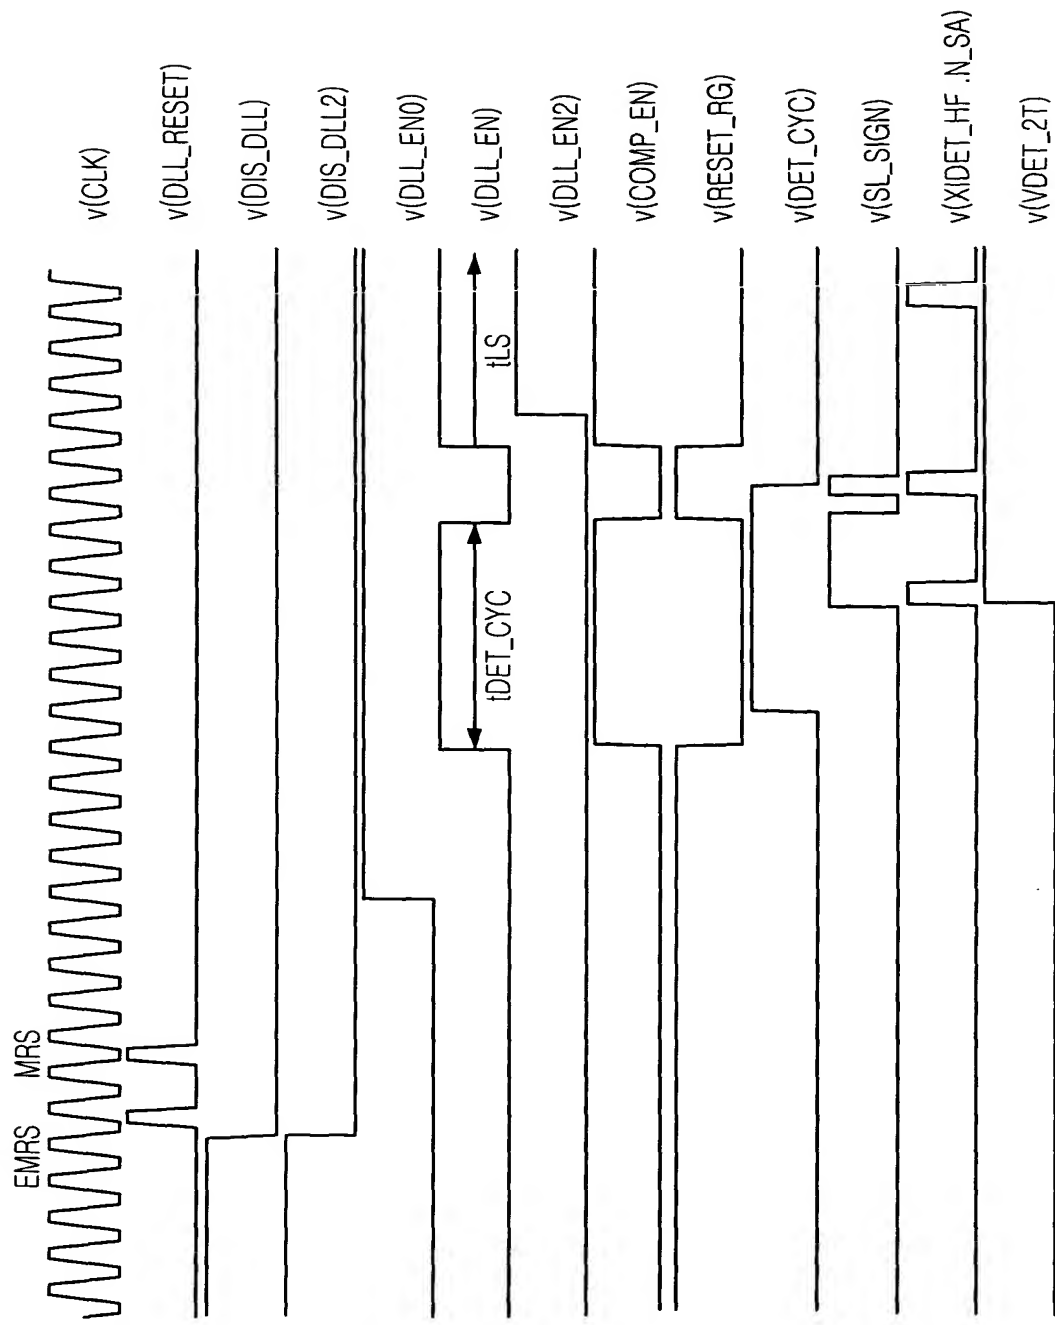 EMRS
MRS
v(CLK)
v(DLL_RESET)
v(DIS_DLL)
v(DIS_DLL2)
v(DLL_EN0)
v(DLL_EN)
tDET_CYC
tLS
v(DLL_EN2)
v(COMP_EN)
v(RESET_RG)
v(DET_CYC)
v(SL_SIGN)
v(XIDET_HF .N_SA)
v(VDET_2T)